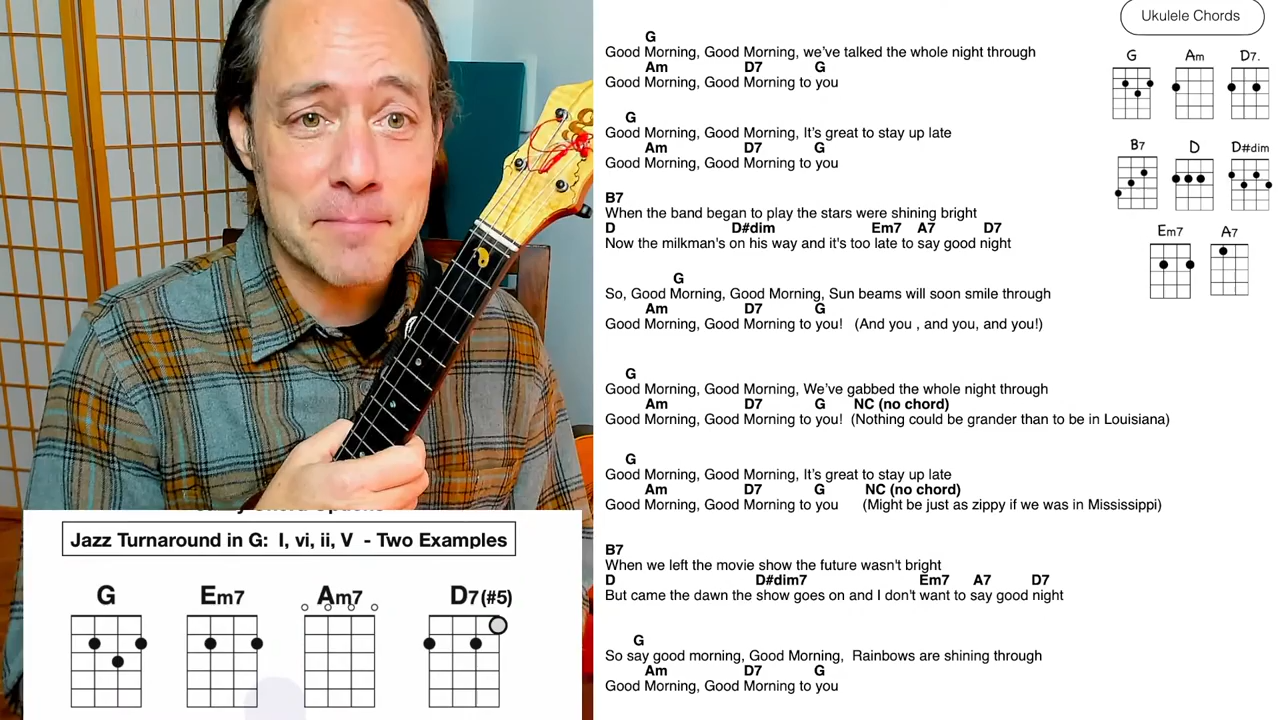 G
Good Morning, Good Morning, we've talked the whole night through
Am D7 G
Good Morning, Good Morning to you
G
Good Morning, Good Morning, It's great to stay up late
Am D7 G
Good Morning, Good Morning to you
B7
When the band began to play the stars were shining bright
D D#dim Em7 A7 D7
Now the milkman's on his way and it's too late to say good night
G
So, Good Morning, Good Morning, Sun beams will soon smile through
Am D7 G
Good Morning, Good Morning to you! (And you , and you, and you!)
G
Good Morning, Good Morning, We've gabbed the whole night through
Am D7 G NC (no chord)
Good Morning, Good Morning to you! (Nothing could be grander than to be in Louisiana)
G
Good Morning, Good Morning, It's great to stay up late
Am D7 G NC (no chord)
Good Morning, Good Morning to you (Might be just as zippy if we was in Mississippi)
B7
When we left the movie show the future wasn't bright
D D#dim7 Em7 A7 D7
But came the dawn the show goes on and I don't want to say good night
G
So say good morning, Good Morning, Rainbows are shining through
Am D7 G
Good Morning, Good Morning to you
Ukulele Chords
G Am D7.
B7 D D#dim
Em7 A7
Jazz Turnaround in G: I, vi, ii, V - Two Examples
G Em7 Am7 D7(#5)